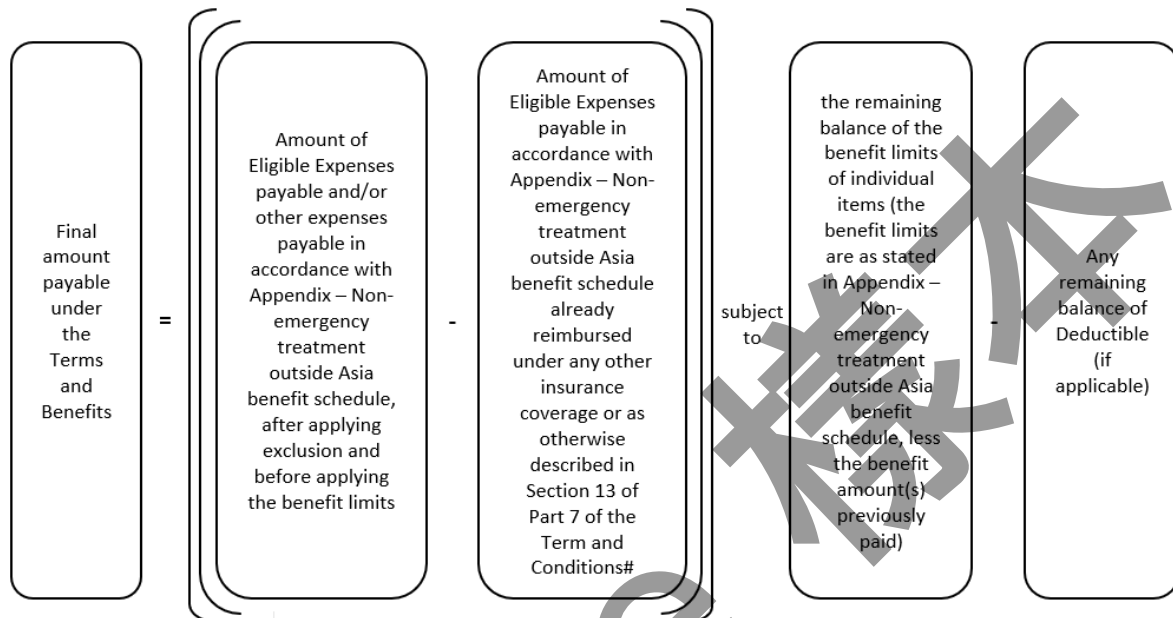 Final
amount
payable
under
the
Terms
and
Benefits
=
Amount of
Eligible Expenses
payable and/or
other expenses
payable in
accordance with
Appendix – Non-
emergency
treatment
outside Asia
benefit schedule,
after applying
exclusion and
before applying
the benefit limits
-
Amount of
Eligible Expenses
payable in
accordance with
Appendix – Non-
emergency
treatment
outside Asia
benefit schedule
already
reimbursed
under any other
insurance
coverage or as
otherwise
described in
Section 13 of
Part 7 of the
Term and
Conditions#
subject
to
the remaining
balance of the
benefit limits
of individual
items (the
benefit limits
are as stated
in Appendix –
Non-
emergency
treatment
outside Asia
benefit
schedule, less
the benefit
amount(s)
previously
paid)
-
Any
remaining
balance of
Deductible
(if
applicable)
樣本